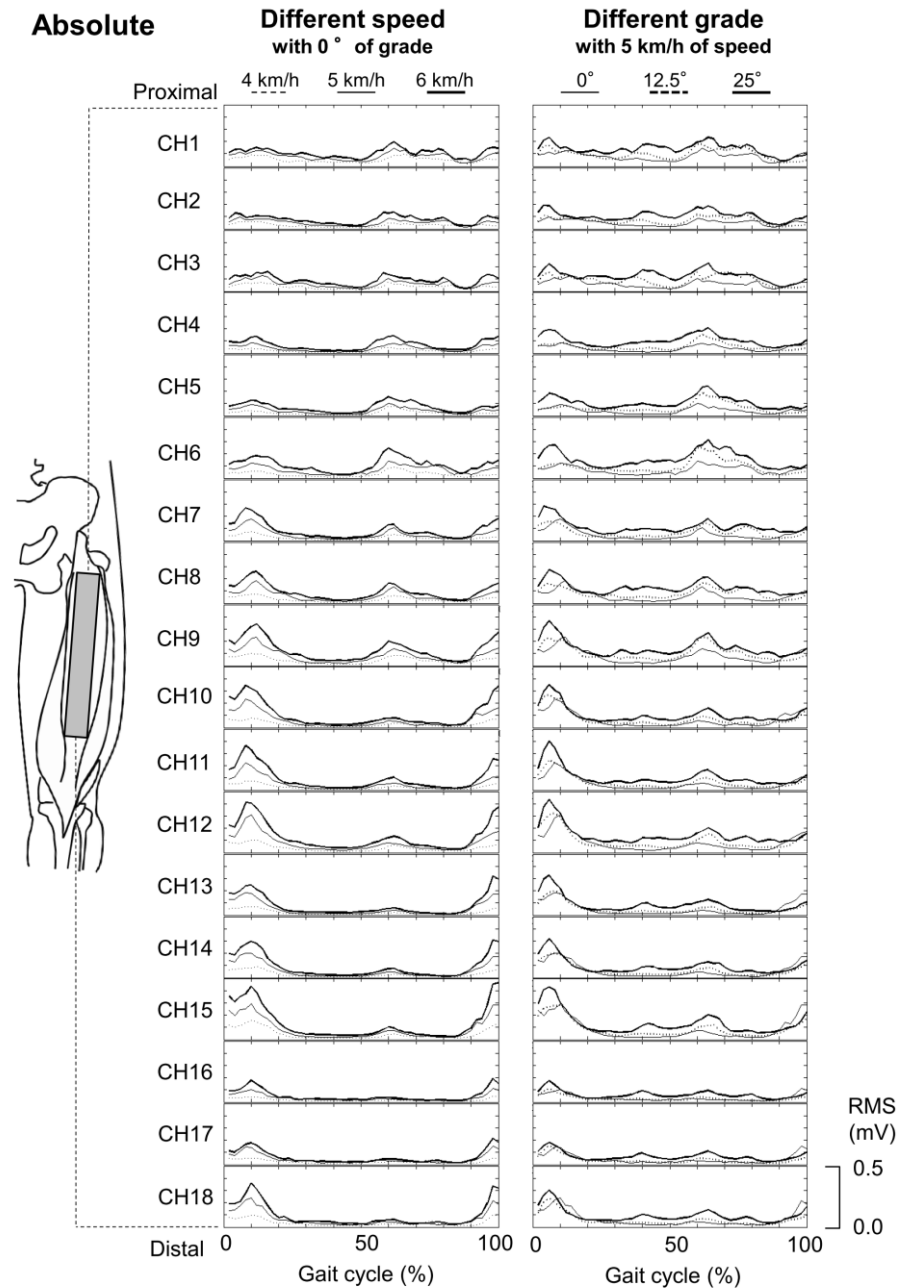 Absolute
Different speed
with 0° of grade
Different grade
with 5 km/h of speed
4 km/h 5 km/h 6 km/h
0° 12.5° 25°
Proximal
CH1
CH2
CH3
CH4
CH5
CH6
CH7
CH8
CH9
CH10
CH11
CH12
CH13
CH14
CH15
CH16
CH17
CH18
RMS
(mV)
0.5
0.0
Distal
0 50 100
0 50 100
Gait cycle (%)
Gait cycle (%)